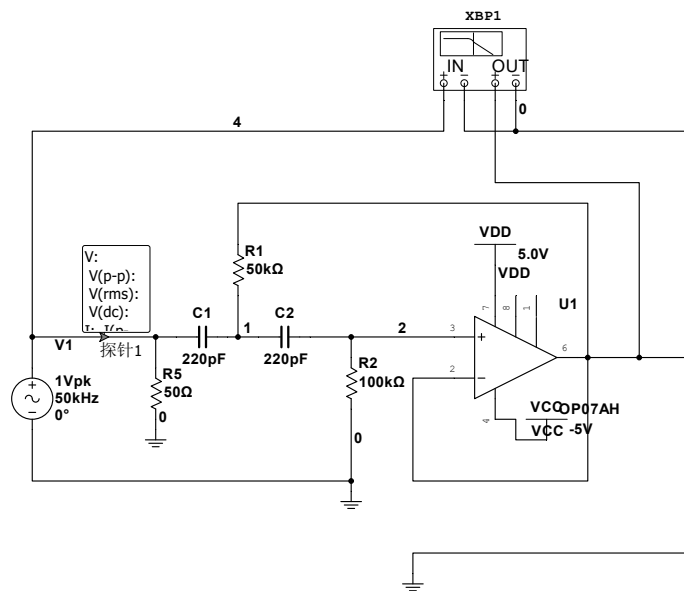 XBP1
IN
OUT
0
4
V:
V(p-p):
V(rms):
V(dc):
V1
探针1
R1
50kΩ
C1
220pF
1
C2
220pF
2
R5
50Ω
0
R2
100kΩ
0
1Vpk
50kHz
0°
VDD
5.0V
VDD
U1
7
8
1
3
2
6
4
VCC
OP07AH
VCC
-5V